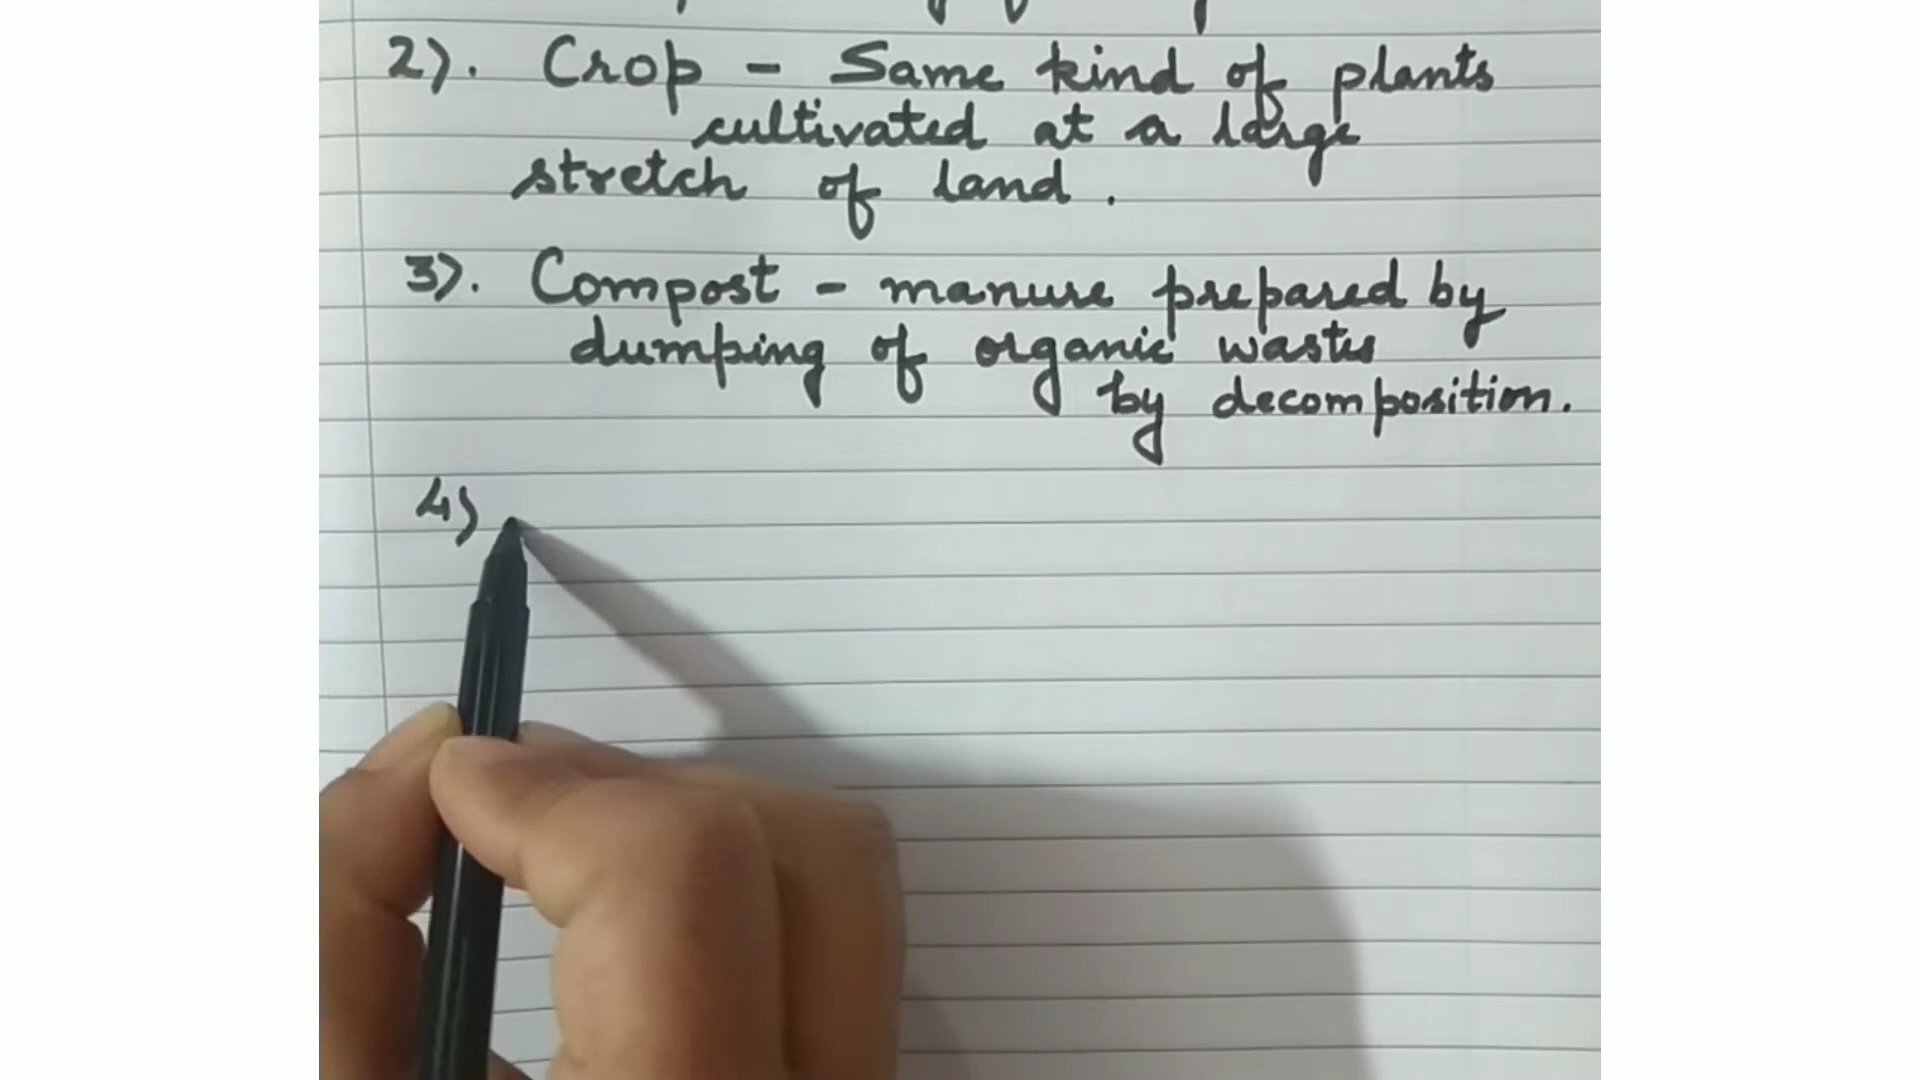 2). Crop - Same kind of plants
cultivated at a large
stretch of land.
3). Compost - manure prepared by
dumping of organic wastes
by decomposition.
4)